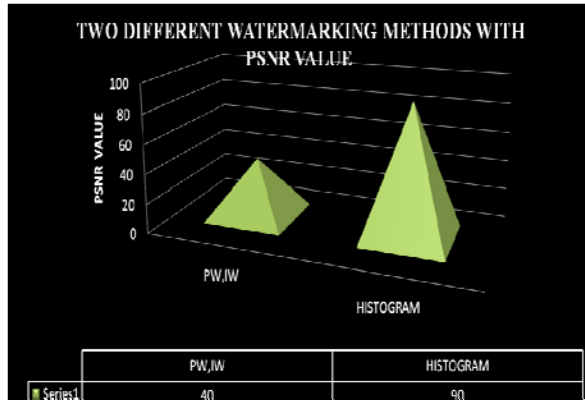 TWO DIFFERENT WATERMARKING METHODS WITH
PSNR VALUE
100
80
60
40
20
0
PSNR VALUE
PW,IW
HISTOGRAM
PW,IW HISTOGRAM
Series1 40 90